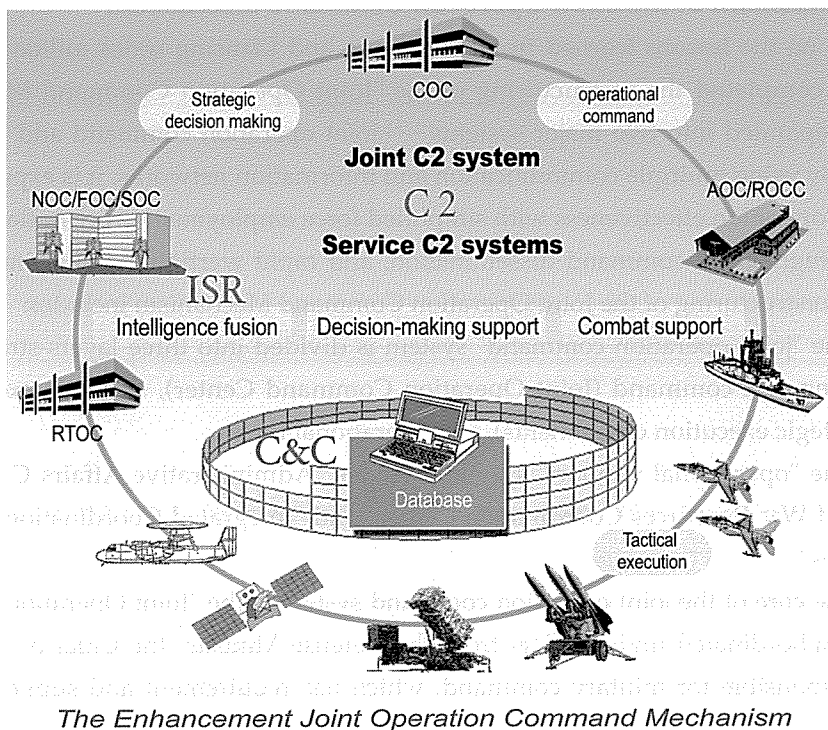 COC
Strategic
decision making
operational
command
Joint C2 system
NOC/FOC/SOC
AOC/ROCC
C 2
Service C2 systems
ISR
Intelligence fusion
Decision-making support
Combat support
RTOC
C&C
Database
Tactical
execution
The Enhancement Joint Operation Command Mechanism